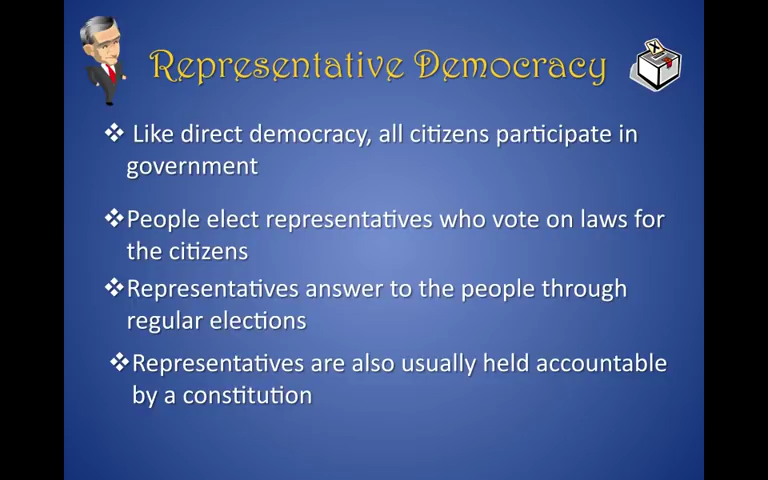 Representative Democracy
❖ Like direct democracy, all citizens participate in
government
❖People elect representatives who vote on laws for
the citizens
❖Representatives answer to the people through
regular elections
❖Representatives are also usually held accountable
by a constitution